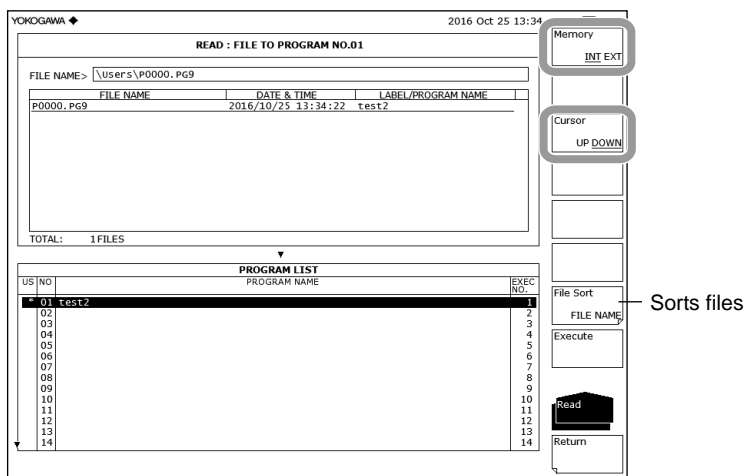 YOKOGAWA ◆ 2016 Oct 25 13:34
READ : FILE TO PROGRAM NO.01
FILE NAME> \Users\P0000.PG9
FILE NAME DATE & TIME LABEL/PROGRAM NAME
P0000.PG9 2016/10/25 13:34:22 test2
TOTAL: 1FILES
▼
PROGRAM LIST
US NO PROGRAM NAME EXEC NO.
* 01 test2 1
02 2
03 3
04 4
05 5
06 6
07 7
08 8
09 9
10 10
11 11
12 12
13 13
14 14
Memory
INT EXT
Cursor
UP DOWN
File Sort
FILE NAME
Sorts files
Execute
Read
Return